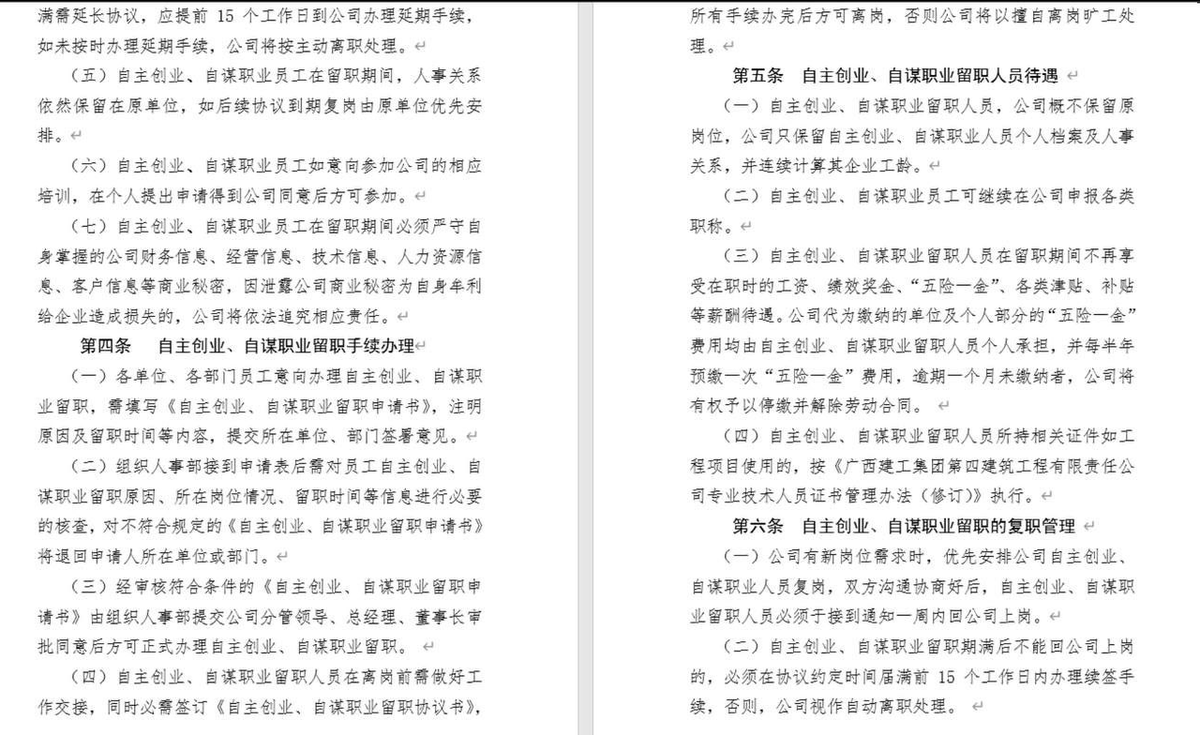 满需延长协议，应提前 15 个工作日到公司办理延期手续，
如未按时办理延期手续，公司将按主动离职处理。
（五）自主创业、自谋职业员工在留职期间，人事关系
依然保留在原单位，如后续协议到期复岗由原单位优先安
排。
（六）自主创业、自谋职业员工如意向参加公司的相应
培训，在个人提出申请得到公司同意后方可参加。
（七）自主创业、自谋职业员工在留职期间必须严守自
身掌握的公司财务信息、经营信息、技术信息、人力资源信
息、客户信息等商业秘密，因泄露公司商业秘密为自身牟利
给企业造成损失的，公司将依法追究相应责任。
第四条 自主创业、自谋职业留职手续办理
（一）各单位、各部门员工意向办理自主创业、自谋职
业留职，需填写《自主创业、自谋职业留职申请书》，注明
原因及留职时间等内容，提交所在单位、部门签署意见。
（二）组织人事部接到申请表后需对员工自主创业、自
谋职业留职原因、所在岗位情况、留职时间等信息进行必要
的核查，对不符合规定的《自主创业、自谋职业留职申请书》
将退回申请人所在单位或部门。
（三）经审核符合条件的《自主创业、自谋职业留职申
请书》由组织人事部提交公司分管领导、总经理、董事长审
批同意后方可正式办理自主创业、自谋职业留职。
（四）自主创业、自谋职业留职人员在离岗前需做好工
作交接，同时必需签订《自主创业、自谋职业留职协议书》，
所有手续办完后方可离岗，否则公司将以擅自离岗旷工处
理。
第五条 自主创业、自谋职业留职人员待遇
（一）自主创业、自谋职业留职人员，公司概不保留原
岗位，公司只保留自主创业、自谋职业人员个人档案及人事
关系，并连续计算其企业工龄。
（二）自主创业、自谋职业员工可继续在公司申报各类
职称。
（三）自主创业、自谋职业留职人员在留职期间不再享
受在职时的工资、绩效奖金、“五险一金”、各类津贴、补贴
等薪酬待遇。公司代为缴纳的单位及个人部分的“五险一金”
费用均由自主创业、自谋职业留职人员个人承担，并每半年
预缴一次“五险一金”费用，逾期一个月未缴纳者，公司将
有权予以停缴并解除劳动合同。
（四）自主创业、自谋职业留职人员所持相关证件如工
程项目使用的，按《广西建工集团第四建筑工程有限责任公
司专业技术人员证书管理办法（修订）》执行。
第六条 自主创业、自谋职业留职的复职管理
（一）公司有新岗位需求时，优先安排公司自主创业、
自谋职业人员复岗，双方沟通协商好后，自主创业、自谋职
业留职人员必须于接到通知一周内回公司上岗。
（二）自主创业、自谋职业留职期满后不能回公司上岗
的，必须在协议约定时间届满前 15 个工作日内办理续签手
续，否则，公司视作自动离职处理。